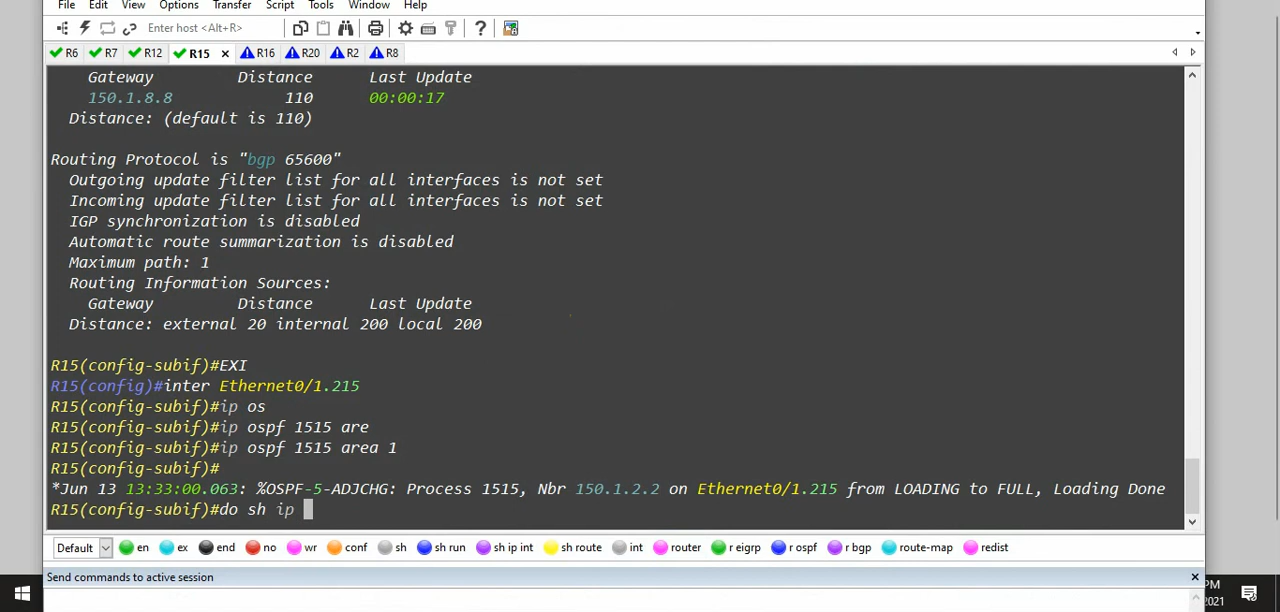 File Edit View Options Transfer Script Tools Window Help
Enter host <Alt+R>
R6 R7 R12 R15 R16 R20 R2 R8
Gateway Distance Last Update
150.1.8.8 110 00:00:17
Distance: (default is 110)
Routing Protocol is "bgp 65600"
Outgoing update filter list for all interfaces is not set
Incoming update filter list for all interfaces is not set
IGP synchronization is disabled
Automatic route summarization is disabled
Maximum path: 1
Routing Information Sources:
Gateway Distance Last Update
Distance: external 20 internal 200 local 200
R15(config-subif)#EXI
R15(config)#inter Ethernet0/1.215
R15(config-subif)#ip os
R15(config-subif)#ip ospf 1515 are
R15(config-subif)#ip ospf 1515 area 1
R15(config-subif)#
*Jun 13 13:33:00.063: %OSPF-5-ADJCHG: Process 1515, Nbr 150.1.2.2 on Ethernet0/1.215 from LOADING to FULL, Loading Done
R15(config-subif)#do sh ip
Default en ex end no wr conf sh sh run sh ip int sh route int router r eigrp r ospf r bgp route-map redist
Send commands to active session
PM
2021